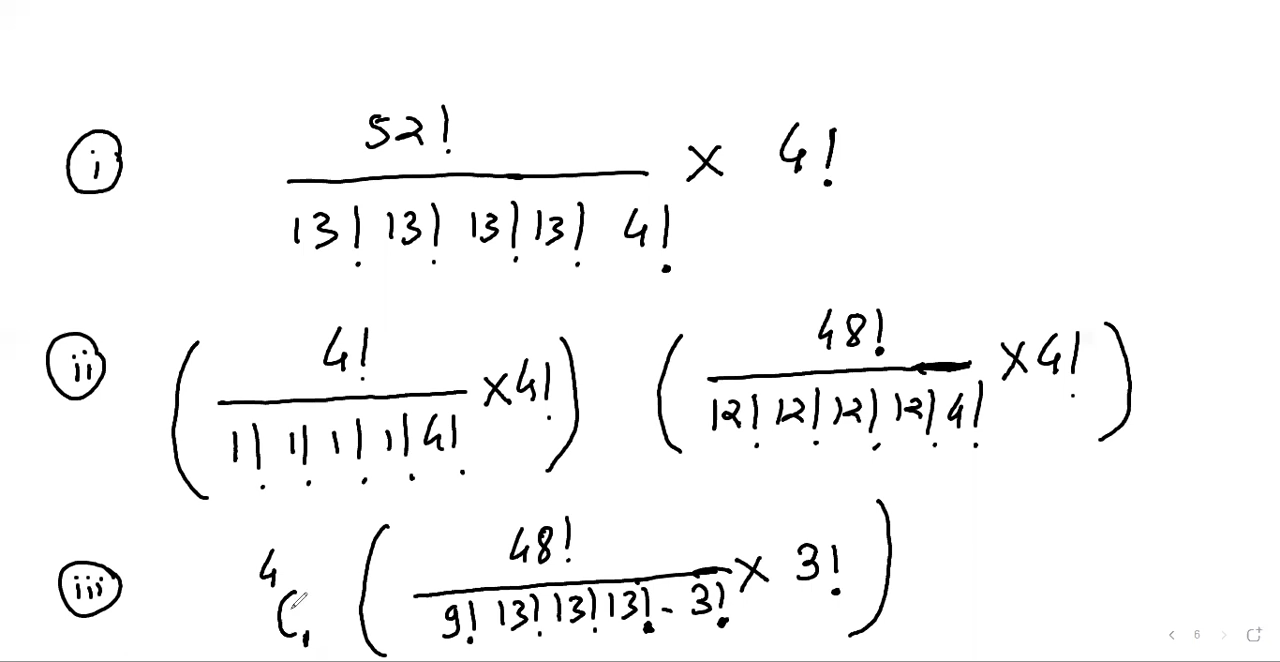 (i) 52! / (13! 13! 13! 13! 4!) × 4!
(ii) (4! / (1! 1! 1! 1! 4!) × 4!) (48! / (12! 12! 12! 12! 4!) × 4!)
(iii) ⁴C₁ (48! / (9! 13! 13! 13! - 3!) × 3!)
6